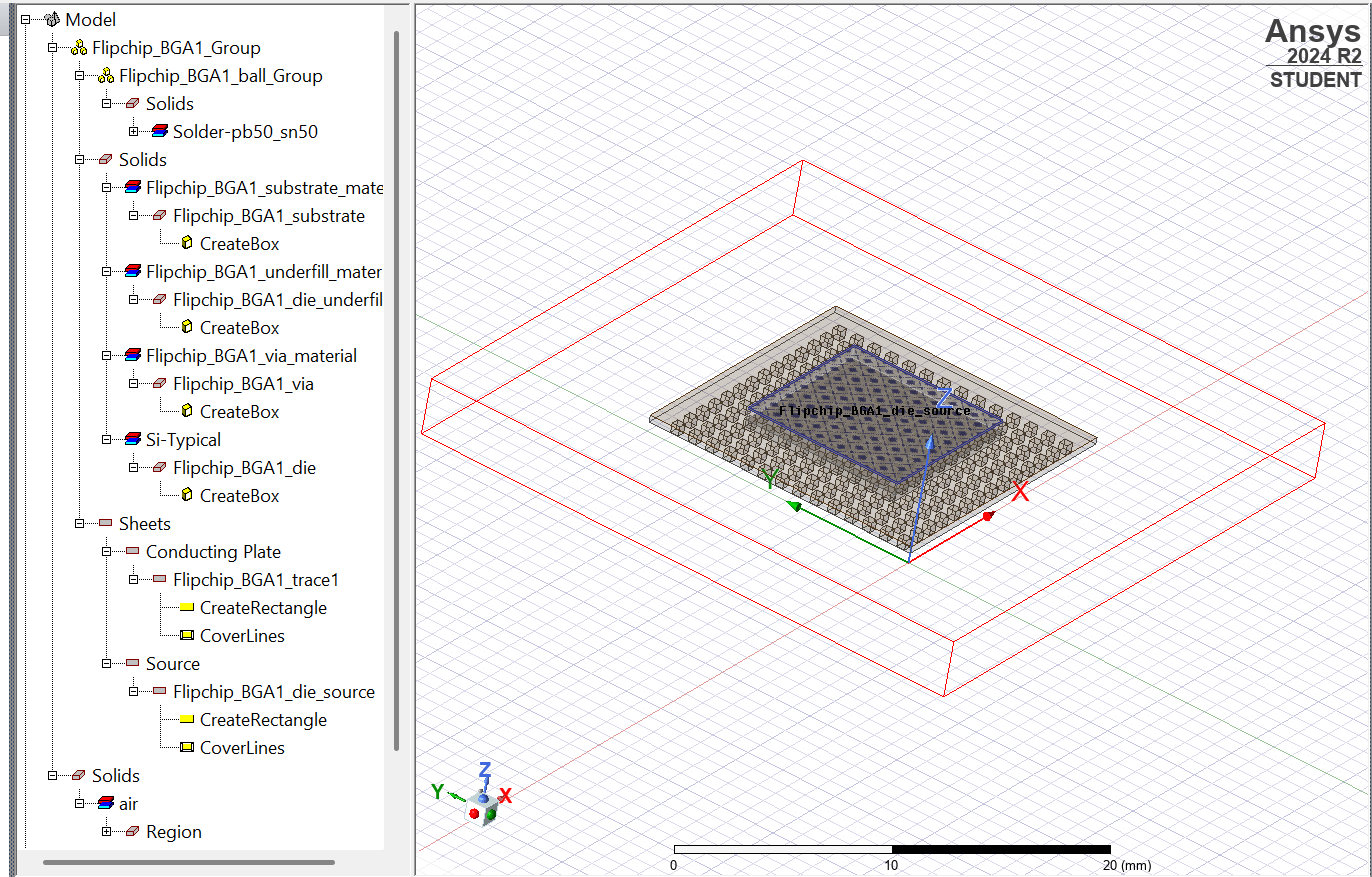 Model
Flipchip_BGA1_Group
Flipchip_BGA1_ball_Group
Solids
Solder-pb50_sn50
Solids
Flipchip_BGA1_substrate_mate
Flipchip_BGA1_substrate
CreateBox
Flipchip_BGA1_underfill_mater
Flipchip_BGA1_die_underfil
CreateBox
Flipchip_BGA1_via_material
Flipchip_BGA1_via
CreateBox
Si-Typical
Flipchip_BGA1_die
CreateBox
Sheets
Conducting Plate
Flipchip_BGA1_trace1
CreateRectangle
CoverLines
Source
Flipchip_BGA1_die_source
CreateRectangle
CoverLines
Solids
air
Region
Ansys
2024 R2
STUDENT
Z
Flipchip_BGA1_die_source
Y
X
Z
Y
X
0
10
20 (mm)